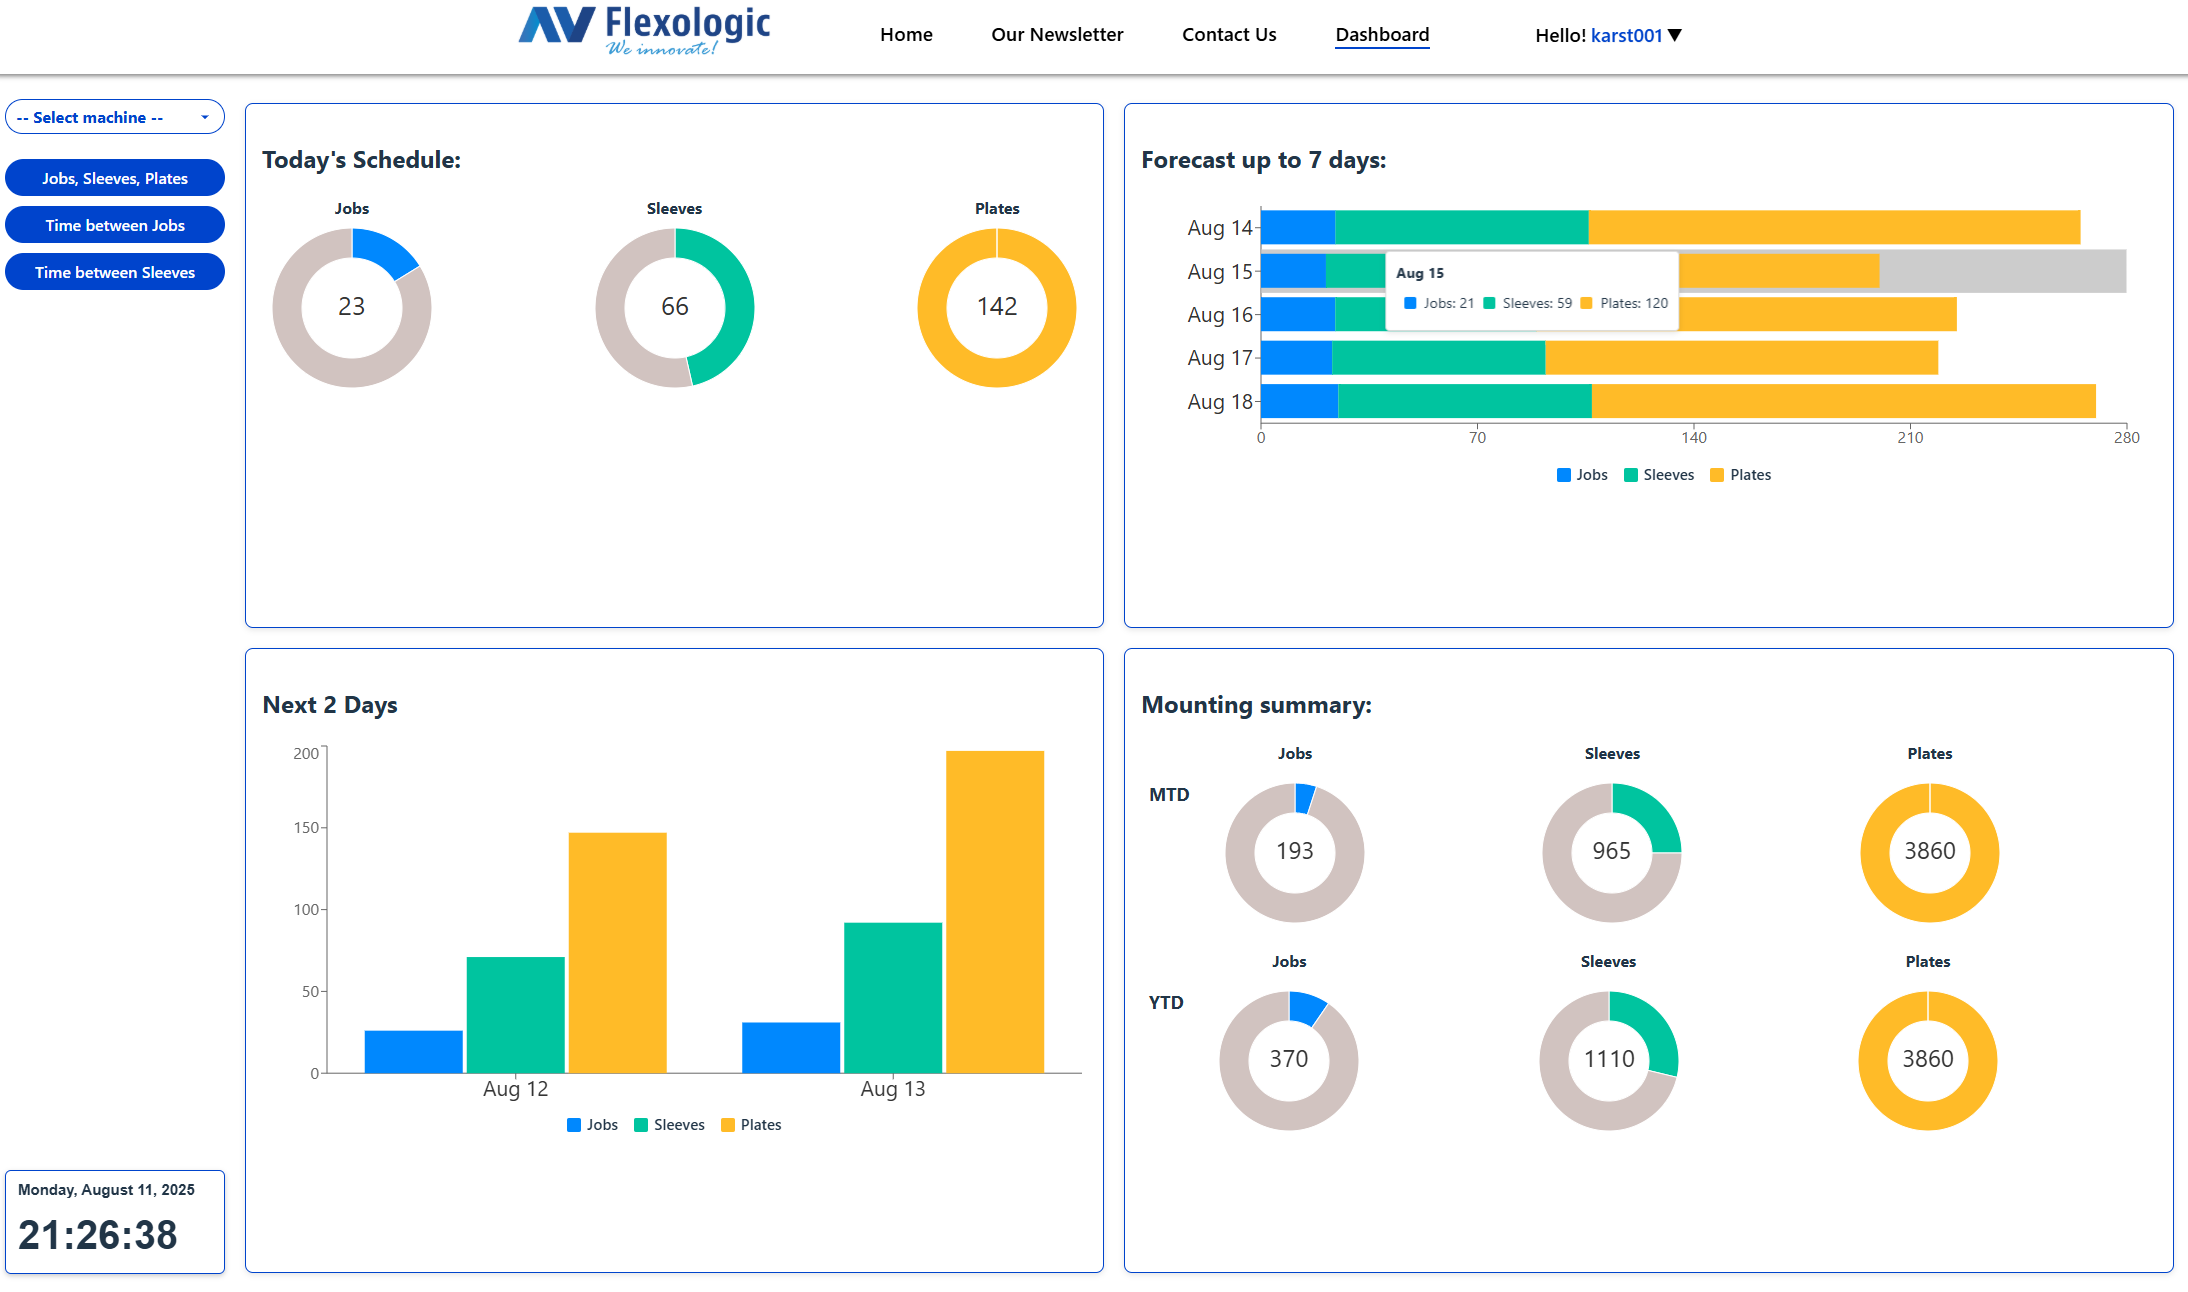 Flexologic
We innovate!
Home
Our Newsletter
Contact Us
Dashboard
Hello! karst001 ▼
-- Select machine --
Jobs, Sleeves, Plates
Time between Jobs
Time between Sleeves
Today's Schedule:
Jobs
Sleeves
Plates
23
66
142
Forecast up to 7 days:
Aug 14
Aug 15
Aug 16
Aug 17
Aug 18
Aug 15
Jobs: 21 Sleeves: 59 Plates: 120
0 70 140 210 280
Jobs Sleeves Plates
Next 2 Days
200
150
100
50
0
Aug 12 Aug 13
Jobs Sleeves Plates
Mounting summary:
Jobs Sleeves Plates
MTD
193 965 3860
Jobs Sleeves Plates
YTD
370 1110 3860
Monday, August 11, 2025
21:26:38